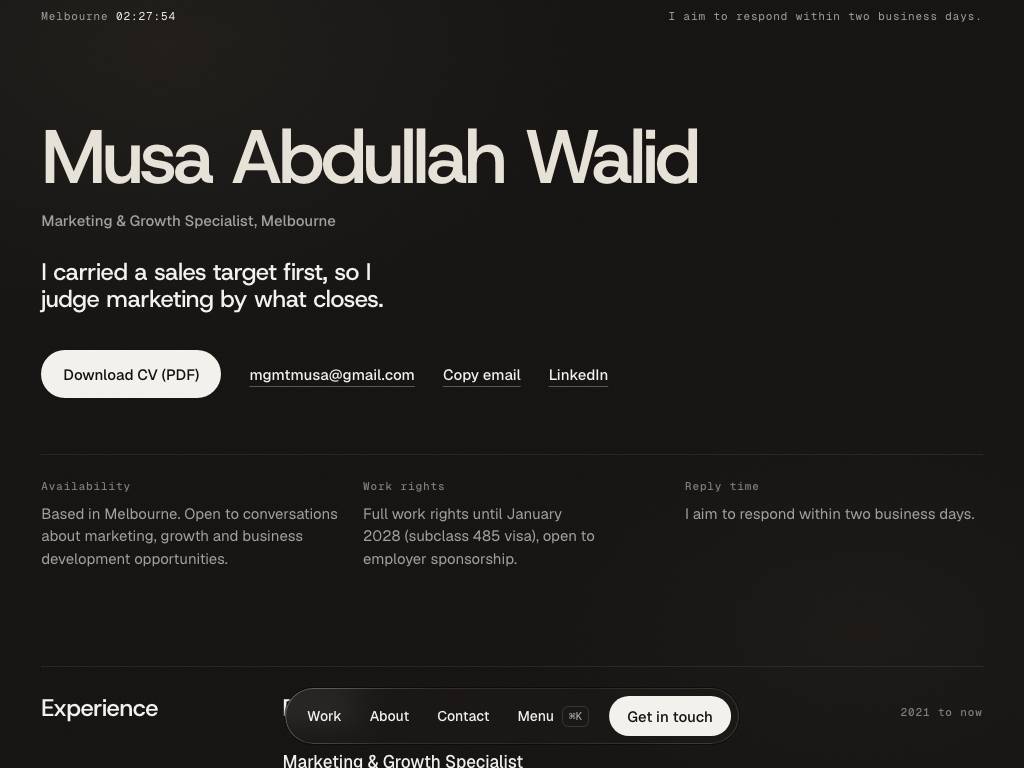 Melbourne 02:27:54
I aim to respond within two business days.
Musa Abdullah Walid
Marketing & Growth Specialist, Melbourne
I carried a sales target first, so I
judge marketing by what closes.
Download CV (PDF)
mgmtmusa@gmail.com
Copy email
LinkedIn
Availability
Based in Melbourne. Open to conversations
about marketing, growth and business
development opportunities.
Work rights
Full work rights until January
2028 (subclass 485 visa), open to
employer sponsorship.
Reply time
I aim to respond within two business days.
Experience
2021 to now
Work
About
Contact
Menu ⌘K
Get in touch
Marketing & Growth Specialist